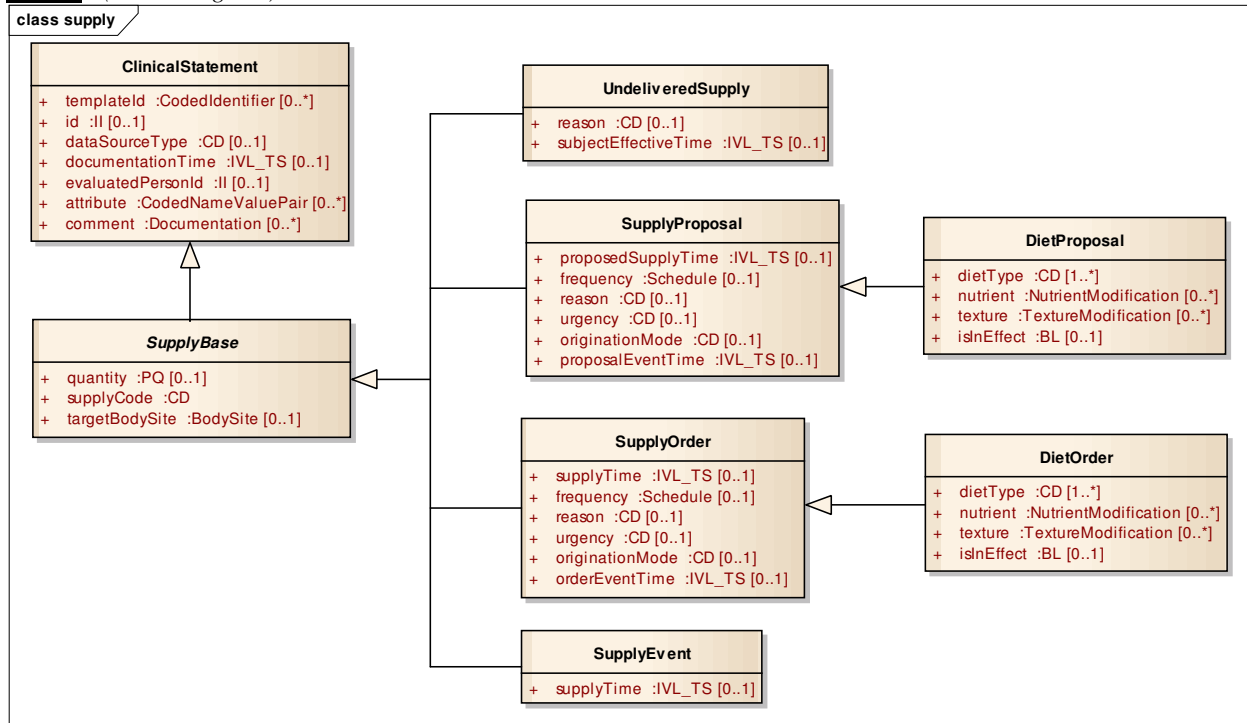 class supply
ClinicalStatement
+ templateId :CodedIdentifier [0..*]
+ id :II [0..1]
+ dataSourceType :CD [0..1]
+ documentationTime :IVL_TS [0..1]
+ evaluatedPersonId :II [0..1]
+ attribute :CodedNameValuePair [0..*]
+ comment :Documentation [0..*]
SupplyBase
+ quantity :PQ [0..1]
+ supplyCode :CD
+ targetBodySite :BodySite [0..1]
UndeliveredSupply
+ reason :CD [0..1]
+ subjectEffectiveTime :IVL_TS [0..1]
SupplyProposal
+ proposedSupplyTime :IVL_TS [0..1]
+ frequency :Schedule [0..1]
+ reason :CD [0..1]
+ urgency :CD [0..1]
+ originationMode :CD [0..1]
+ proposalEventTime :IVL_TS [0..1]
DietProposal
+ dietType :CD [1..*]
+ nutrient :NutrientModification [0..*]
+ texture :TextureModification [0..*]
+ isInEffect :BL [0..1]
SupplyOrder
+ supplyTime :IVL_TS [0..1]
+ frequency :Schedule [0..1]
+ reason :CD [0..1]
+ urgency :CD [0..1]
+ originationMode :CD [0..1]
+ orderEventTime :IVL_TS [0..1]
DietOrder
+ dietType :CD [1..*]
+ nutrient :NutrientModification [0..*]
+ texture :TextureModification [0..*]
+ isInEffect :BL [0..1]
SupplyEvent
+ supplyTime :IVL_TS [0..1]